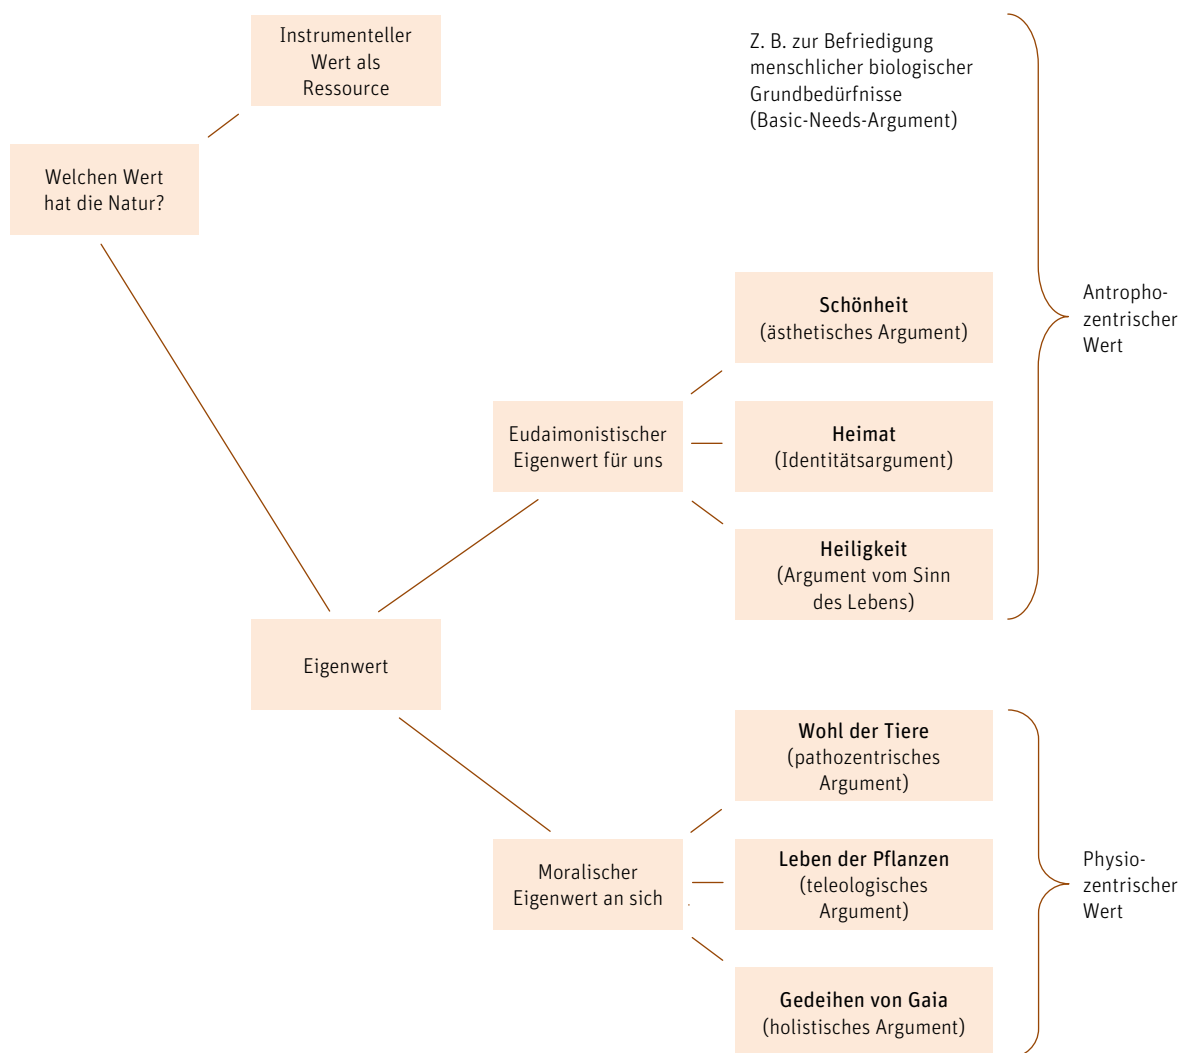 Instrumenteller
Wert als
Ressource
Z. B. zur Befriedigung
menschlicher biologischer
Grundbedürfnisse
(Basic-Needs-Argument)
Welchen Wert
hat die Natur?
Schönheit
(ästhetisches Argument)
Antropho-
zentrischer
Wert
Eudaimonistischer
Eigenwert für uns
Heimat
(Identitätsargument)
Heiligkeit
(Argument vom Sinn
des Lebens)
Eigenwert
Wohl der Tiere
(pathozentrisches
Argument)
Moralischer
Eigenwert an sich
Leben der Pflanzen
(teleologisches
Argument)
Physio-
zentrischer
Wert
Gedeihen von Gaia
(holistisches Argument)